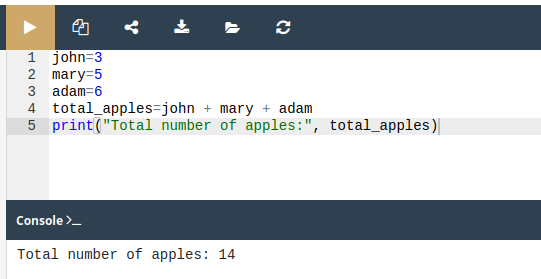 1 john=3
2 mary=5
3 adam=6
4 total_apples=john + mary + adam
5 print("Total number of apples:", total_apples)
Console >_
Total number of apples: 14